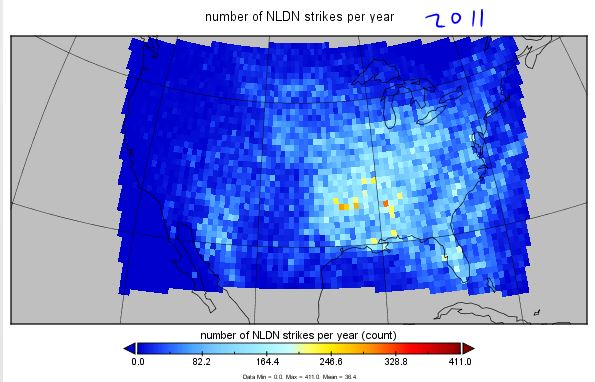 number of NLDN strikes per year 2011
number of NLDN strikes per year (count)
0.0 82.2 164.4 246.6 328.8 411.0
Data Min = 0.0, Max = 411.0, Mean = 36.4